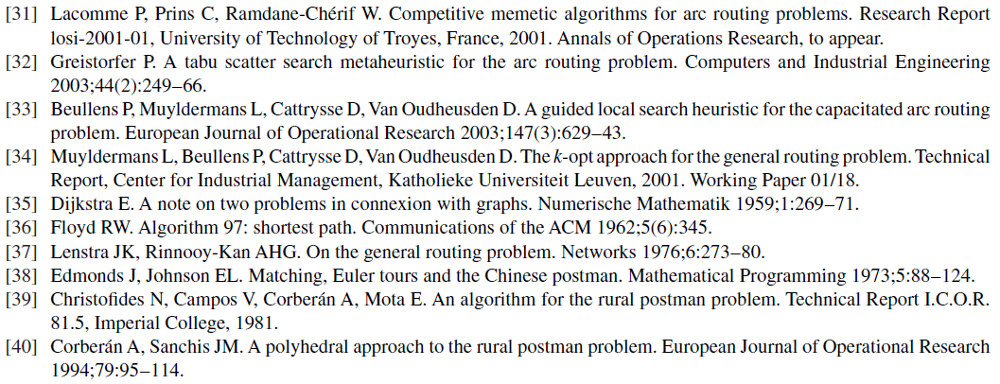 [31] Lacomme P, Prins C, Ramdane-Chérif W. Competitive memetic algorithms for arc routing problems. Research Report
losi-2001-01, University of Technology of Troyes, France, 2001. Annals of Operations Research, to appear.
[32] Greistorfer P. A tabu scatter search metaheuristic for the arc routing problem. Computers and Industrial Engineering
2003;44(2):249–66.
[33] Beullens P, Muyldermans L, Cattrysse D, Van Oudheusden D. A guided local search heuristic for the capacitated arc routing
problem. European Journal of Operational Research 2003;147(3):629–43.
[34] Muyldermans L, Beullens P, Cattrysse D, Van Oudheusden D. The k-opt approach for the general routing problem. Technical
Report, Center for Industrial Management, Katholieke Universiteit Leuven, 2001. Working Paper 01/18.
[35] Dijkstra E. A note on two problems in connexion with graphs. Numerische Mathematik 1959;1:269–71.
[36] Floyd RW. Algorithm 97: shortest path. Communications of the ACM 1962;5(6):345.
[37] Lenstra JK, Rinnooy-Kan AHG. On the general routing problem. Networks 1976;6:273–80.
[38] Edmonds J, Johnson EL. Matching, Euler tours and the Chinese postman. Mathematical Programming 1973;5:88–124.
[39] Christofides N, Campos V, Corberán A, Mota E. An algorithm for the rural postman problem. Technical Report I.C.O.R.
81.5, Imperial College, 1981.
[40] Corberán A, Sanchis JM. A polyhedral approach to the rural postman problem. European Journal of Operational Research
1994;79:95–114.